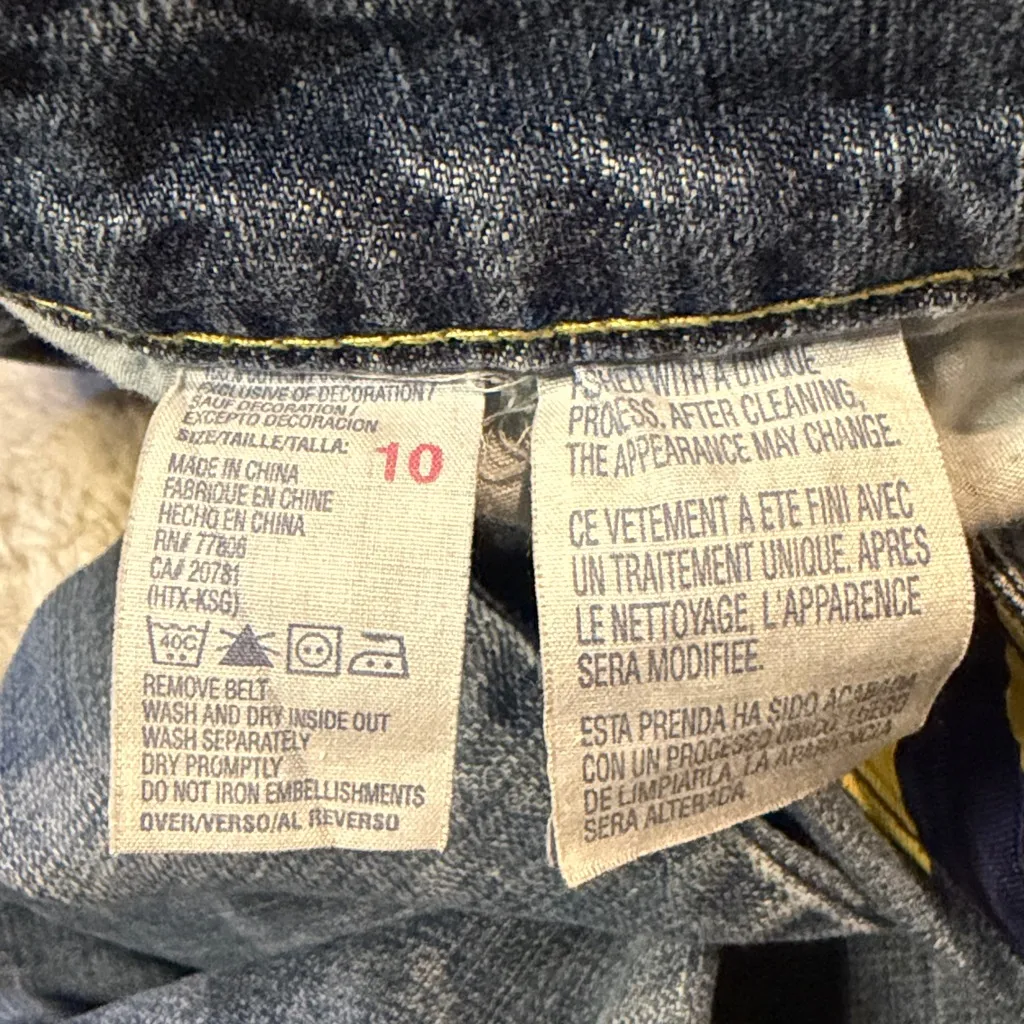 EXCLUSIVE OF DECORATION /
SAUF DECORATION /
EXCEPTO DECORACION
SIZE/TAILLE/TALLA: 10
MADE IN CHINA
FABRIQUE EN CHINE
HECHO EN CHINA
RN# 77806
CA# 20781
(HTX-KSG)
40C
REMOVE BELT
WASH AND DRY INSIDE OUT
WASH SEPARATELY
DRY PROMPTLY
DO NOT IRON EMBELLISHMENTS
OVER/VERSO/AL REVERSO
WITH A UNIQUE
PROCESS. AFTER CLEANING,
THE APPEARANCE MAY CHANGE.
CE VETEMENT A ETE FINI AVEC
UN TRAITEMENT UNIQUE. APRES
LE NETTOYAGE, L'APPARENCE
SERA MODIFIEE.
ESTA PRENDA HA SIDO ACABADA
CON UN PROCESO UNICO. LUEGO
DE LIMPIARLA, LA APARIENCIA
SERA ALTERADA.